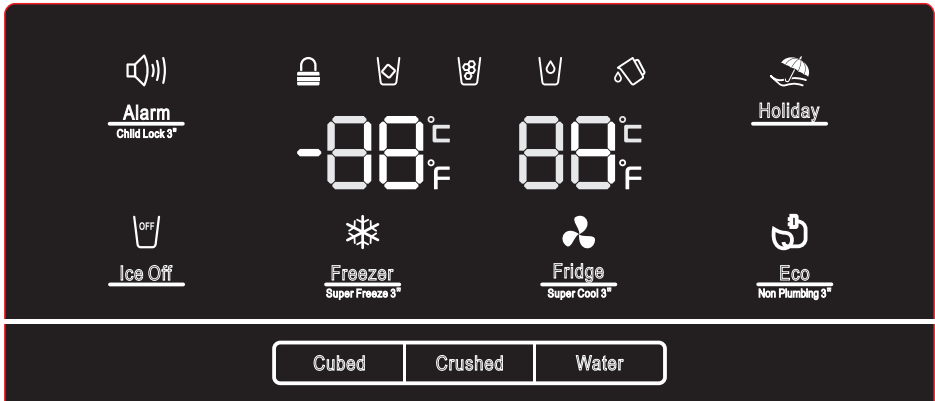 Alarm
Child Lock 3"
-88 °C
°F
88 °C
°F
Holiday
OFF
Ice Off
Freezer
Super Freeze 3"
Fridge
Super Cool 3"
Eco
Non Plumbing 3"
Cubed
Crushed
Water